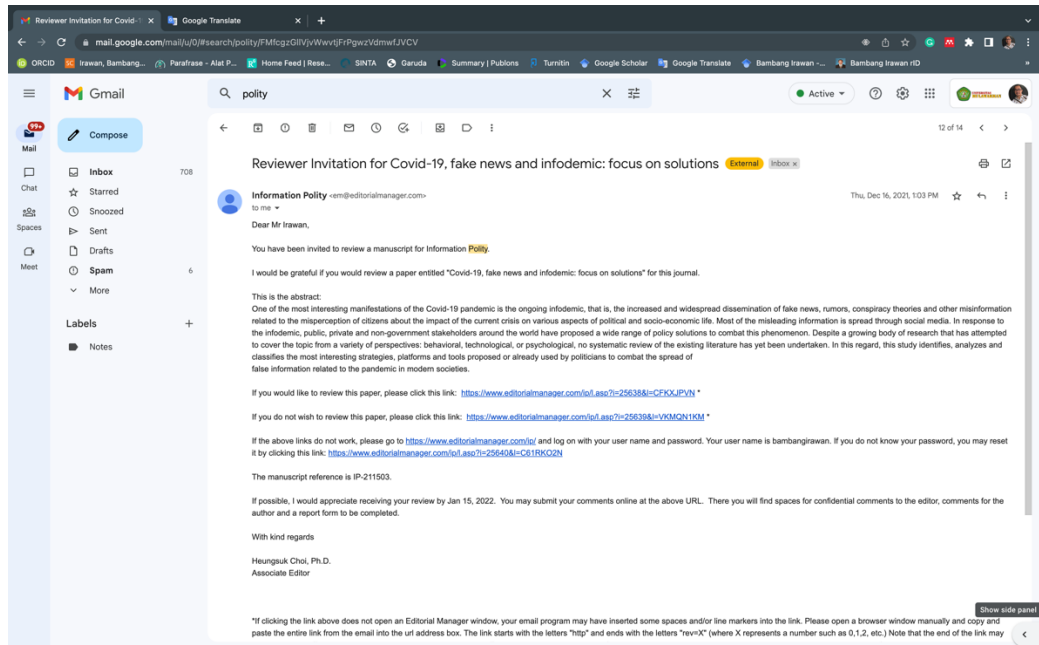 Review Invitation for Covid-1
Google Translate
mail.google.com/mail/u/0/#search/polity/FMfcgzGllVjvWwvtjFrPgwzVdmwfJVCV
ORCID
Irawan, Bambang...
Parafrase - Alat P...
Home Feed | Rese...
SINTA
Garuda
Summary | Publons
Turnitin
Google Scholar
Google Translate
Bambang Irawan -...
Bambang Irawan rID
»
Gmail
polity
Active
99+
Mail
Chat
Spaces
Meet
Compose
Inbox 708
Starred
Snoozed
Sent
Drafts
Spam 6
More
Labels +
Notes
12 of 14
Reviewer Invitation for Covid-19, fake news and infodemic: focus on solutions External Inbox x
Information Polity <em@editorialmanager.com> Thu, Dec 16, 2021, 1:03 PM
to me
Dear Mr Irawan,
You have been invited to review a manuscript for Information Polity.
I would be grateful if you would review a paper entitled "Covid-19, fake news and infodemic: focus on solutions" for this journal.
This is the abstract:
One of the most interesting manifestations of the Covid-19 pandemic is the ongoing infodemic, that is, the increased and widespread dissemination of fake news, rumors, conspiracy theories and other misinformation
related to the misperception of citizens about the impact of the current crisis on various aspects of political and socio-economic life. Most of the misleading information is spread through social media. In response to
the infodemic, public, private and non-government stakeholders around the world have proposed a wide range of policy solutions to combat this phenomenon. Despite a growing body of research that has attempted
to cover the topic from a variety of perspectives: behavioral, technological, or psychological, no systematic review of the existing literature has yet been undertaken. In this regard, this study identifies, analyzes and
classifies the most interesting strategies, platforms and tools proposed or already used by politicians to combat the spread of
false information related to the pandemic in modern societies.
If you would like to review this paper, please click this link: https://www.editorialmanager.com/ip/l.asp?i=25638&l=CFKXJPVN *
If you do not wish to review this paper, please click this link: https://www.editorialmanager.com/ip/l.asp?i=25639&l=VKMQN1KM *
If the above links do not work, please go to https://www.editorialmanager.com/ip/ and log on with your user name and password. Your user name is bambangirawan. If you do not know your password, you may reset
it by clicking this link: https://www.editorialmanager.com/ip/l.asp?i=25640&l=C61RKO2N
The manuscript reference is IP-211503.
If possible, I would appreciate receiving your review by Jan 15, 2022. You may submit your comments online at the above URL. There you will find spaces for confidential comments to the editor, comments for the
author and a report form to be completed.
With kind regards
Heungsuk Choi, Ph.D.
Associate Editor
Show side panel
*If clicking the link above does not open an Editorial Manager window, your email program may have inserted some spaces and/or line markers into the link. Please open a browser window manually and copy and
paste the entire link from the email into the url address box. The link starts with the letters "http" and ends with the letters "rev=X" (where X represents a number such as 0,1,2, etc.) Note that the end of the link may